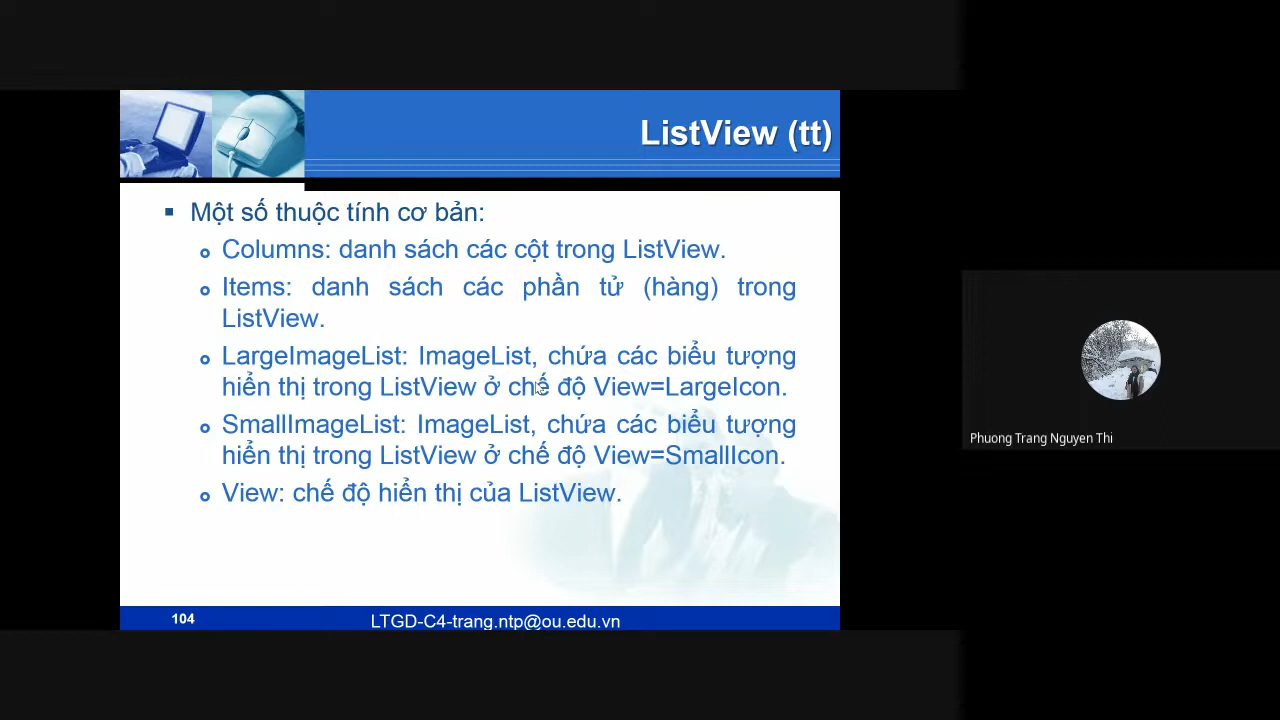 ListView (tt)
Một số thuộc tính cơ bản:
Columns: danh sách các cột trong ListView.
Items: danh sách các phần tử (hàng) trong
ListView.
LargeImageList: ImageList, chứa các biểu tượng
hiển thị trong ListView ở chế độ View=LargeIcon.
SmallImageList: ImageList, chứa các biểu tượng
hiển thị trong ListView ở chế độ View=SmallIcon.
View: chế độ hiển thị của ListView.
104
LTGD-C4-trang.ntp@ou.edu.vn
Phuong Trang Nguyen Thi